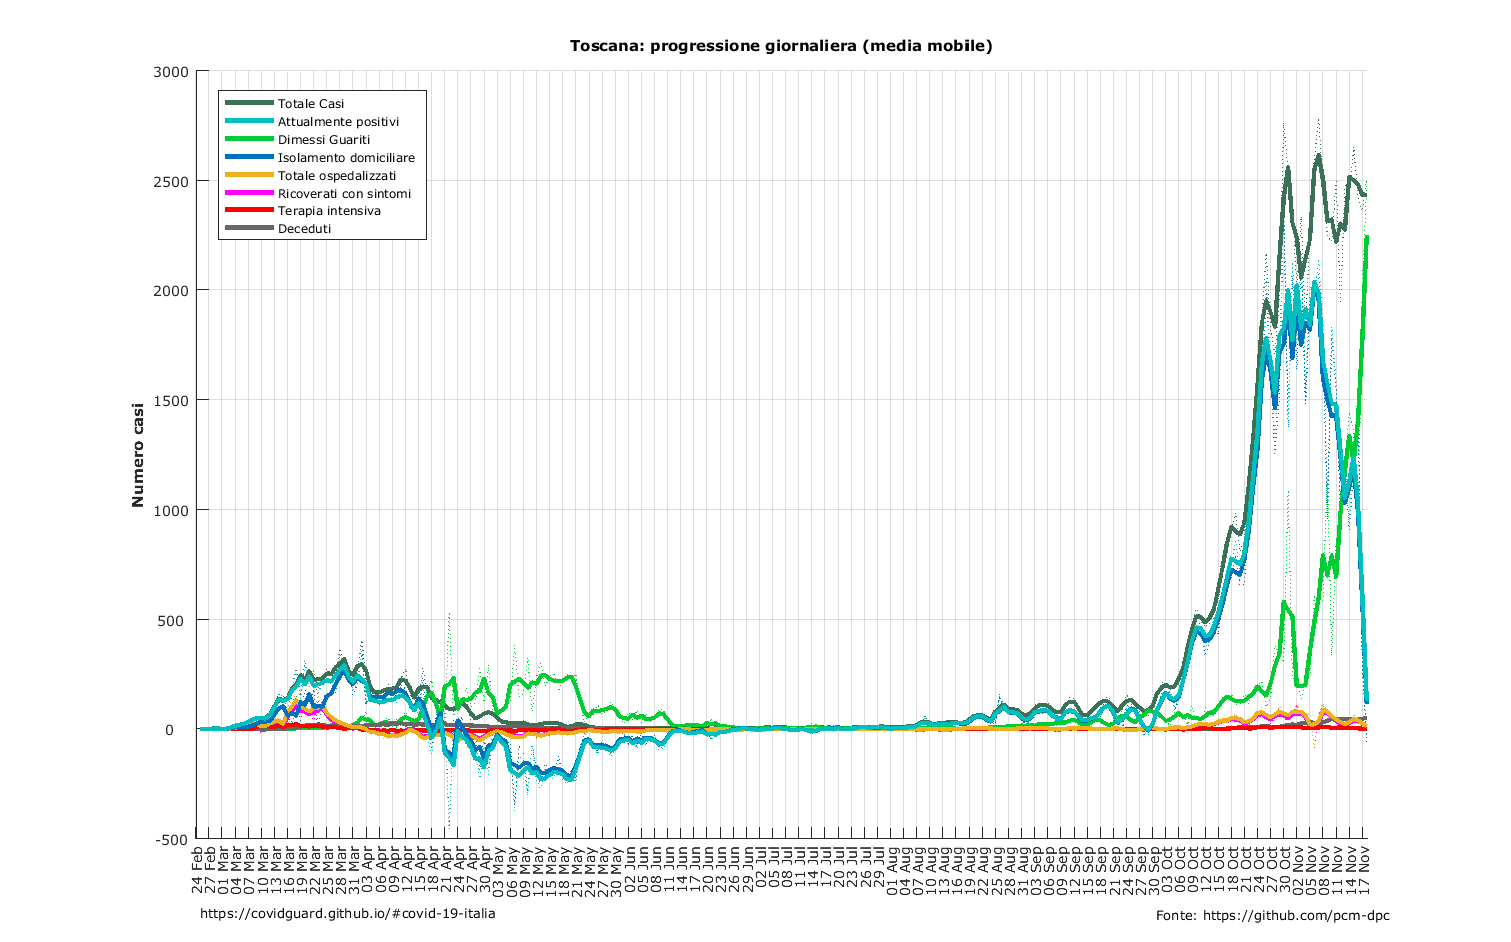 Toscana: progressione giornaliera (media mobile)
3000
2500
2000
1500
1000
500
0
-500
Numero casi
Totale Casi
Attualmente positivi
Dimessi Guariti
Isolamento domiciliare
Totale ospedalizzati
Ricoverati con sintomi
Terapia intensiva
Deceduti
24 Feb
27 Feb
01 Mar
04 Mar
07 Mar
10 Mar
13 Mar
16 Mar
19 Mar
22 Mar
25 Mar
28 Mar
31 Mar
03 Apr
06 Apr
09 Apr
12 Apr
15 Apr
18 Apr
21 Apr
24 Apr
27 Apr
30 Apr
03 May
06 May
09 May
12 May
15 May
18 May
21 May
24 May
27 May
30 May
02 Jun
05 Jun
08 Jun
11 Jun
14 Jun
17 Jun
20 Jun
23 Jun
26 Jun
29 Jun
02 Jul
05 Jul
08 Jul
11 Jul
14 Jul
17 Jul
20 Jul
23 Jul
26 Jul
29 Jul
01 Aug
04 Aug
07 Aug
10 Aug
13 Aug
16 Aug
19 Aug
22 Aug
25 Aug
28 Aug
31 Aug
03 Sep
06 Sep
09 Sep
12 Sep
15 Sep
18 Sep
21 Sep
24 Sep
27 Sep
30 Sep
03 Oct
06 Oct
09 Oct
12 Oct
15 Oct
18 Oct
21 Oct
24 Oct
27 Oct
30 Oct
02 Nov
05 Nov
08 Nov
11 Nov
14 Nov
17 Nov
https://covidguard.github.io/#covid-19-italia
Fonte: https://github.com/pcm-dpc